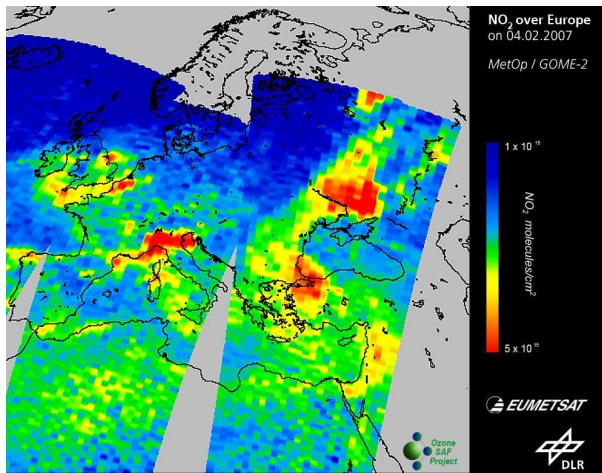 NO₂ over Europe
on 04.02.2007
MetOp / GOME-2
1 x 10 ¹⁵
NO₂ molecules/cm²
5 x 10 ¹⁵
EUMETSAT
Ozone
SAF
Project
DLR